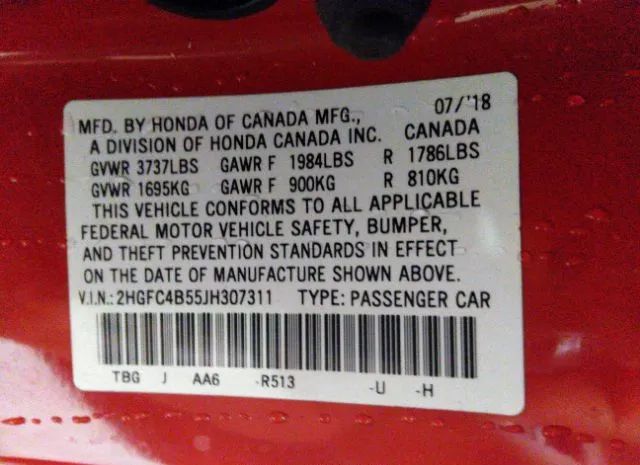 MFD. BY HONDA OF CANADA MFG., 07/'18
A DIVISION OF HONDA CANADA INC. CANADA
GVWR 3737LBS GAWR F 1984LBS R 1786LBS
GVWR 1695KG GAWR F 900KG R 810KG
THIS VEHICLE CONFORMS TO ALL APPLICABLE
FEDERAL MOTOR VEHICLE SAFETY, BUMPER,
AND THEFT PREVENTION STANDARDS IN EFFECT
ON THE DATE OF MANUFACTURE SHOWN ABOVE.
V.I.N.: 2HGFC4B55JH307311 TYPE: PASSENGER CAR
TBG J AA6 -R513 -U -H